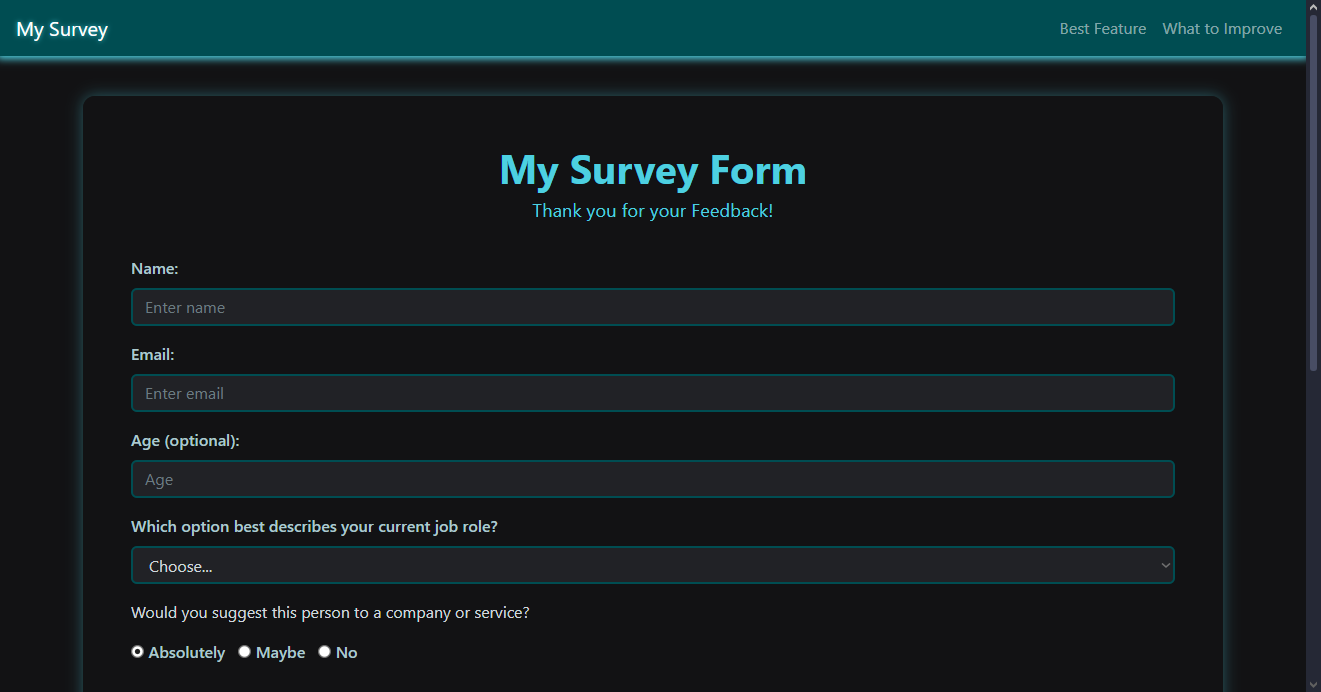 My Survey
Best Feature What to Improve
My Survey Form
Thank you for your Feedback!
Name:
Enter name
Email:
Enter email
Age (optional):
Age
Which option best describes your current job role?
Choose...
Would you suggest this person to a company or service?
Absolutely Maybe No